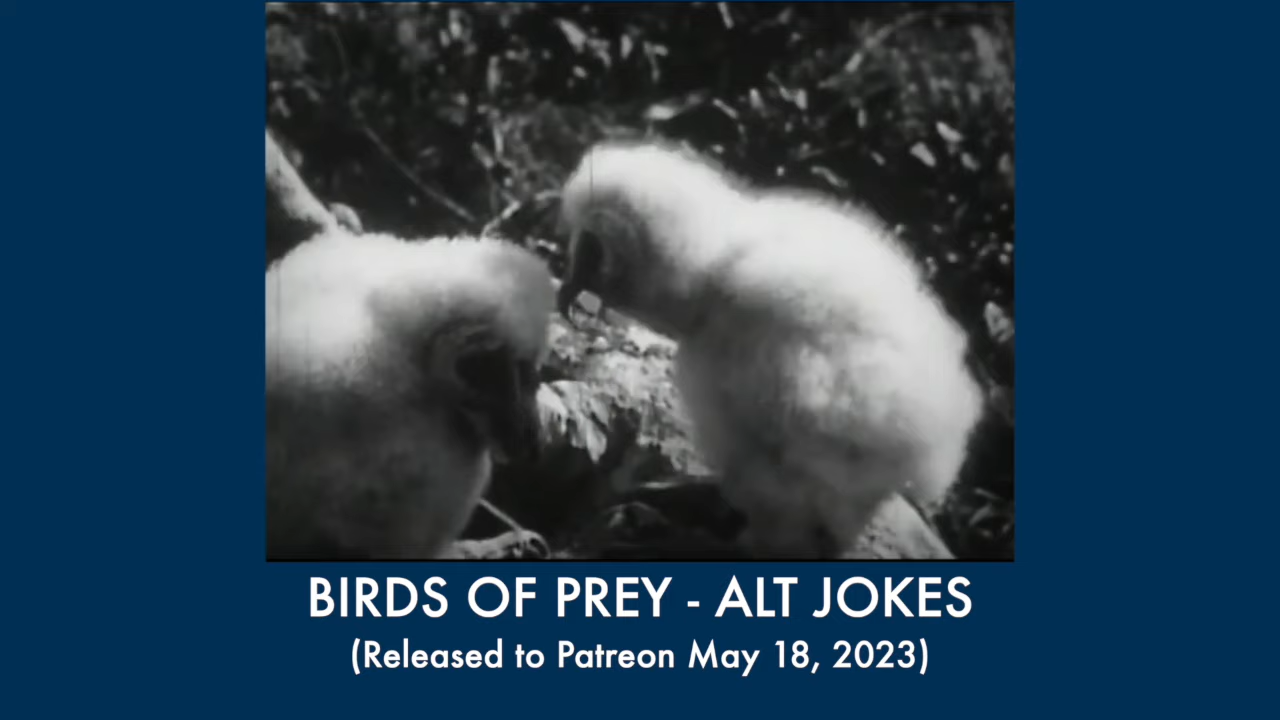 BIRDS OF PREY - ALT JOKES
(Released to Patreon May 18, 2023)